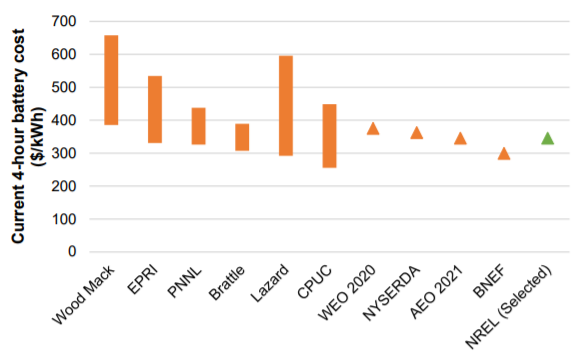 Current 4-hour battery cost
($/kWh)
700
600
500
400
300
200
100
0
Wood Mack
EPRI
PNNL
Brattle
Lazard
CPUC
WEO 2020
NYSERDA
AEO 2021
BNEF
NREL (Selected)